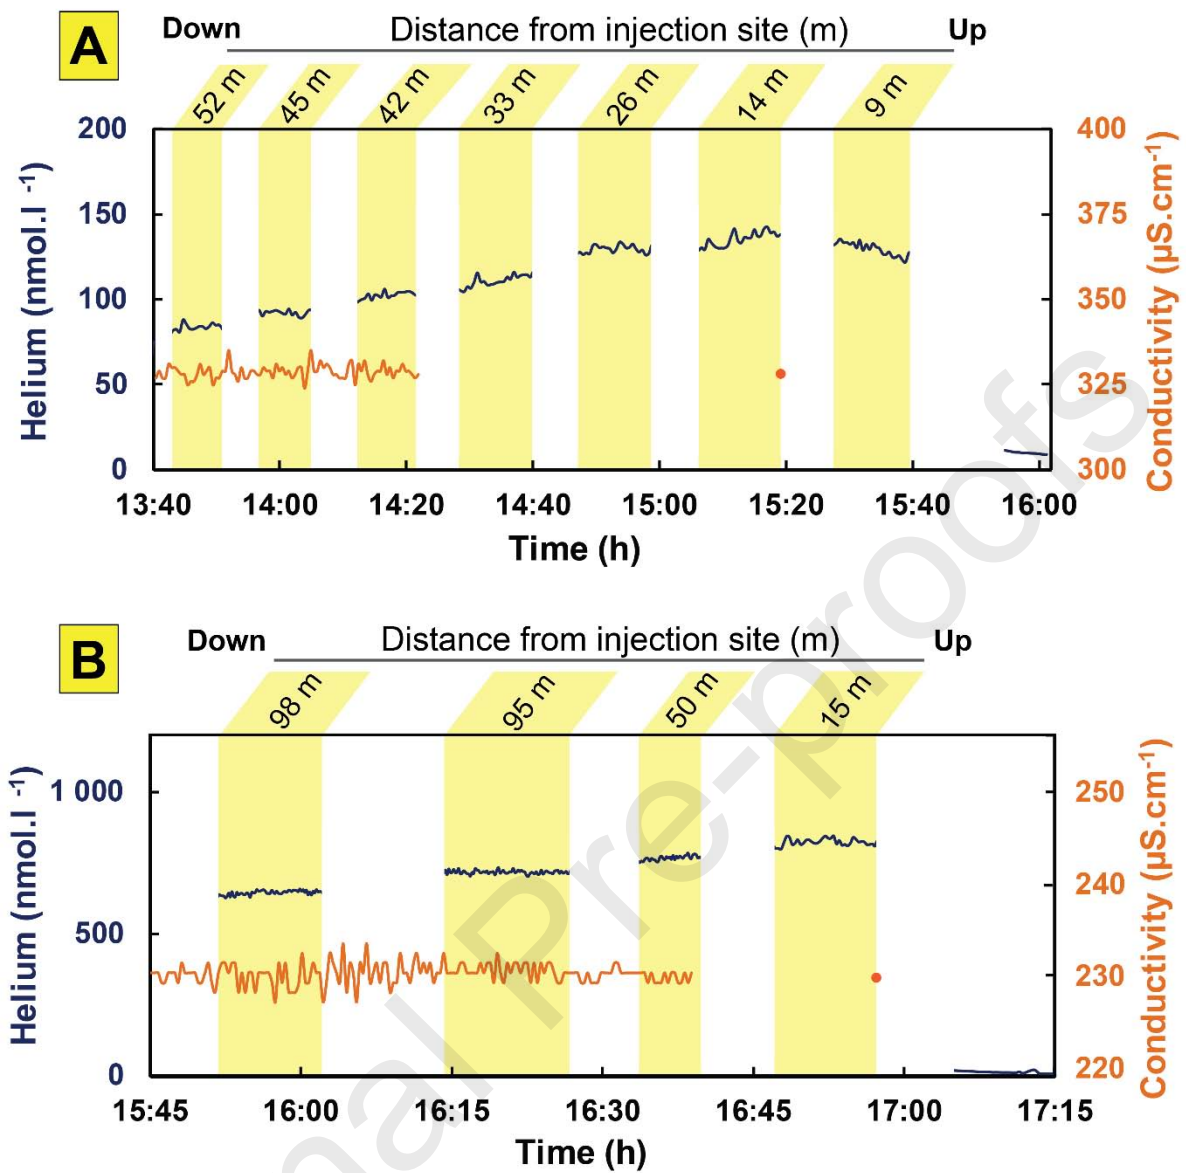 A
Down Distance from injection site (m) Up
52 m 45 m 42 m 33 m 26 m 14 m 9 m
200 400
150 375
100 350
50 325
0 300
Helium (nmol.l -1)
Conductivity (µS.cm-1)
13:40 14:00 14:20 14:40 15:00 15:20 15:40 16:00
Time (h)
B
Down Distance from injection site (m) Up
98 m 95 m 50 m 15 m
1 000 250
240
500 230
0 220
Helium (nmol.l -1)
Conductivity (µS.cm-1)
15:45 16:00 16:15 16:30 16:45 17:00 17:15
Time (h)
nal Pre-proofs